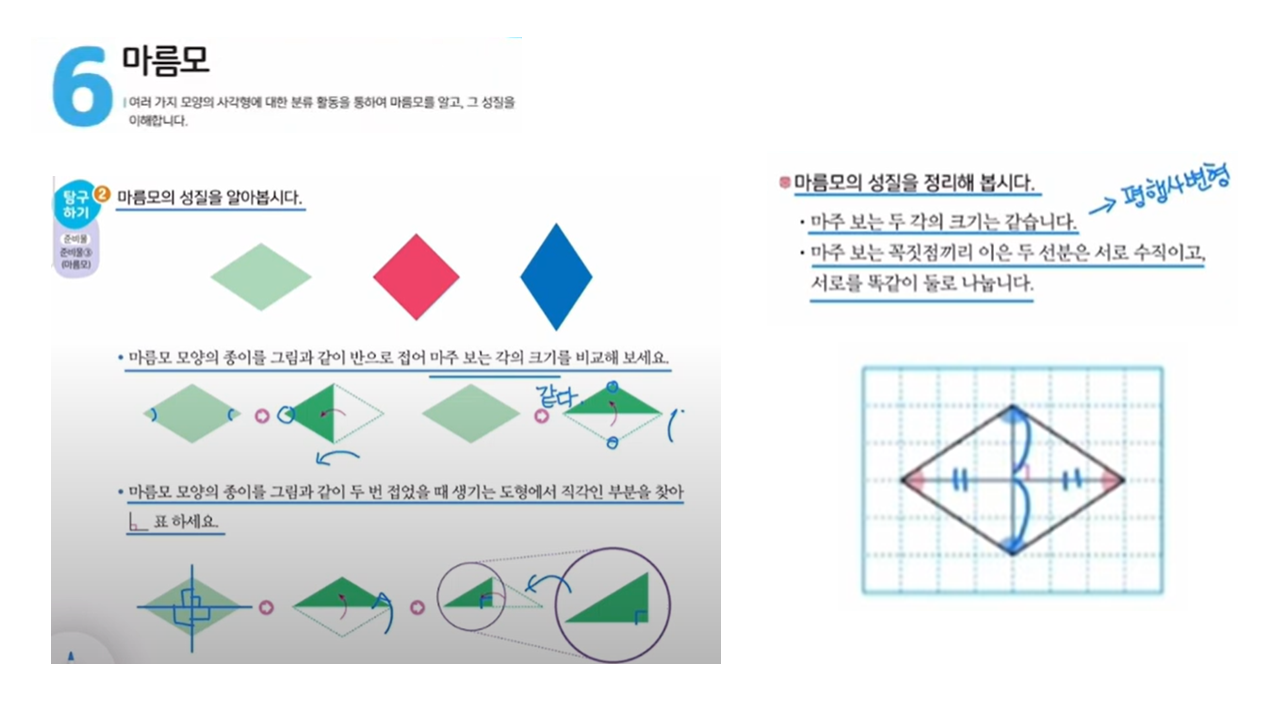 6 마름모
여러 가지 모양의 사각형에 대한 분류 활동을 통하여 마름모를 알고, 그 성질을
이해합니다.
탐구
하기
2 마름모의 성질을 알아봅시다.
준비물
준비물③
(마름모)
• 마름모 모양의 종이를 그림과 같이 반으로 접어 마주 보는 각의 크기를 비교해 보세요.
같다.
• 마름모 모양의 종이를 그림과 같이 두 번 접었을 때 생기는 도형에서 직각인 부분을 찾아
표 하세요.
마름모의 성질을 정리해 봅시다.
→ 평행사변형
• 마주 보는 두 각의 크기는 같습니다.
• 마주 보는 꼭짓점끼리 이은 두 선분은 서로 수직이고,
서로를 똑같이 둘로 나눕니다.